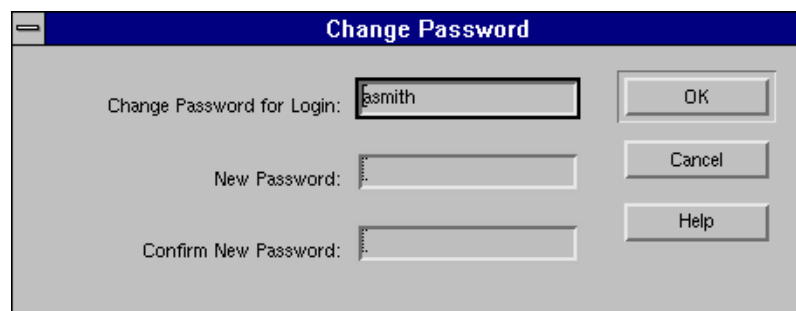 Change Password
Change Password for Login: asmith
OK
New Password:
Cancel
Confirm New Password:
Help